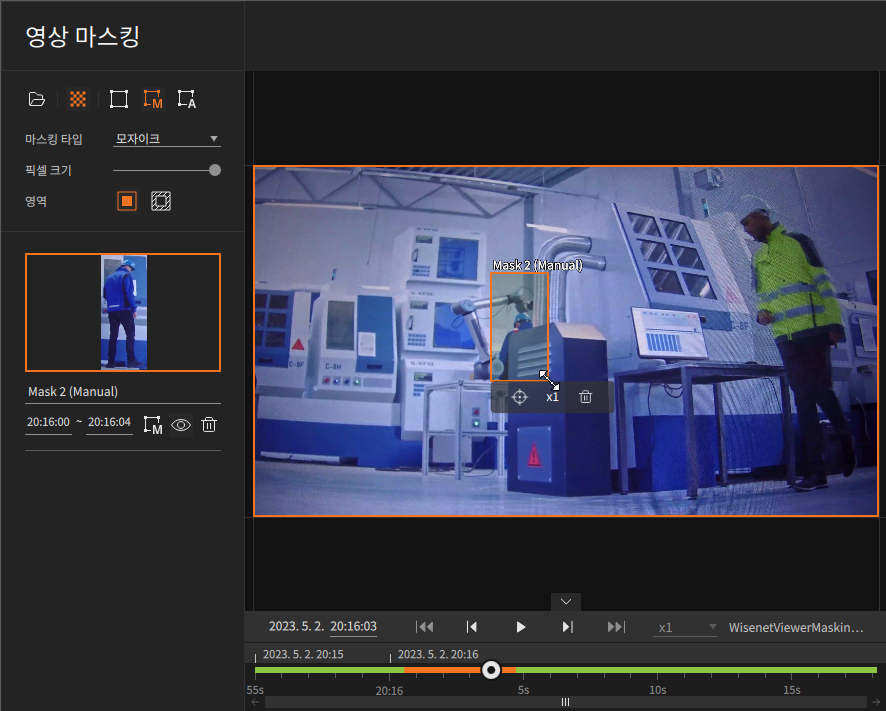 영상 마스킹
M
A
마스킹 타입
모자이크
픽셀 크기
영역
Mask 2 (Manual)
Mask 2 (Manual)
20:16:00 ~ 20:16:04
M
x1
C-8H
2023. 5. 2. 20:16:03
x1
WisenetViewerMaskin…
2023. 5. 2. 20:15
2023. 5. 2. 20:16
55s
20:16
5s
10s
15s